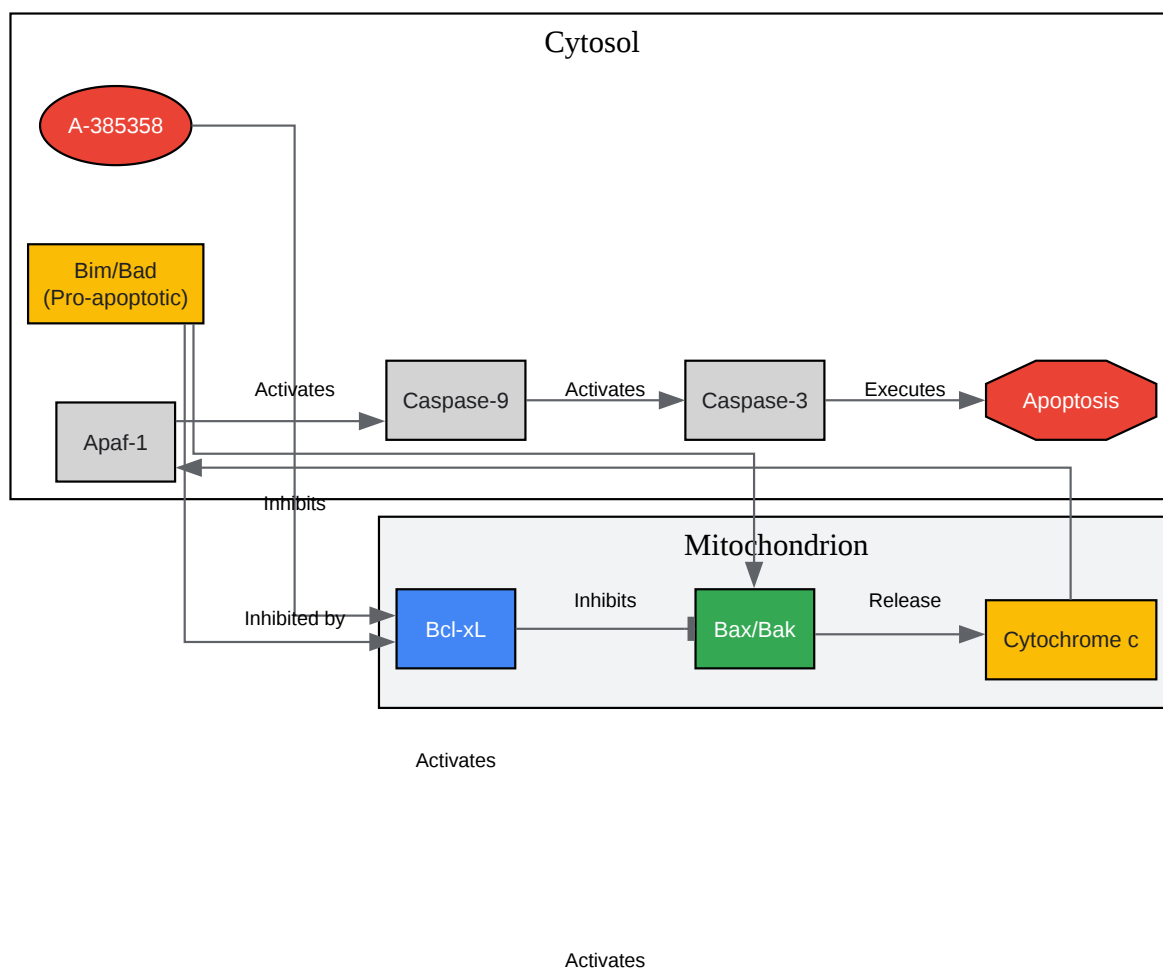 Cytosol
A-385358
Bim/Bad
(Pro-apoptotic)
Activates
Activates
Executes
Caspase-9
Caspase-3
Apoptosis
Apaf-1
Inhibits
Mitochondrion
Inhibits
Release
Inhibited by
Bcl-xL
Bax/Bak
Cytochrome c
Activates
Activates